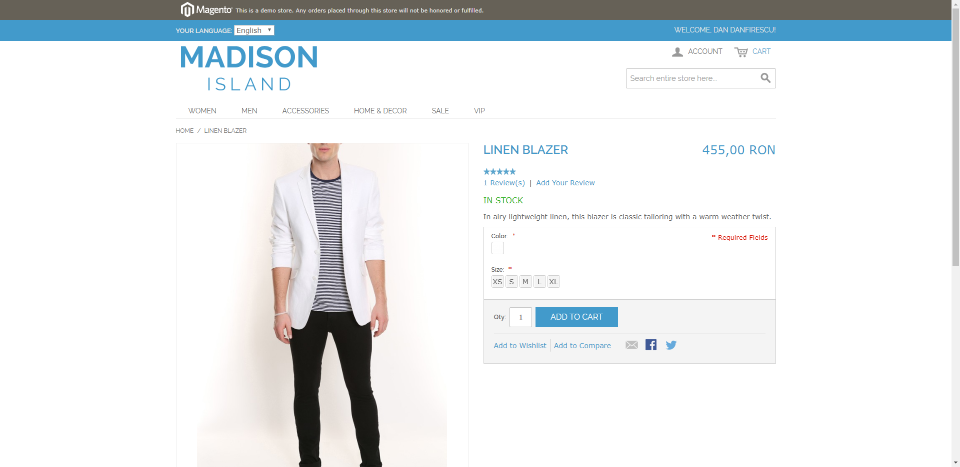 Magento This is a demo store. Any orders placed through this store will not be honored or fulfilled.
YOUR LANGUAGE: English
WELCOME, DAN DANFIRESCU!
MADISON
ISLAND
ACCOUNT
CART
Search entire store here...
WOMEN MEN ACCESSORIES HOME & DECOR SALE VIP
HOME / LINEN BLAZER
LINEN BLAZER
455,00 RON
1 Review(s) | Add Your Review
IN STOCK
In airy lightweight linen, this blazer is classic tailoring with a warm weather twist.
Color *
* Required Fields
Size: *
XS S M L XL
Qty: 1 ADD TO CART
Add to Wishlist Add to Compare